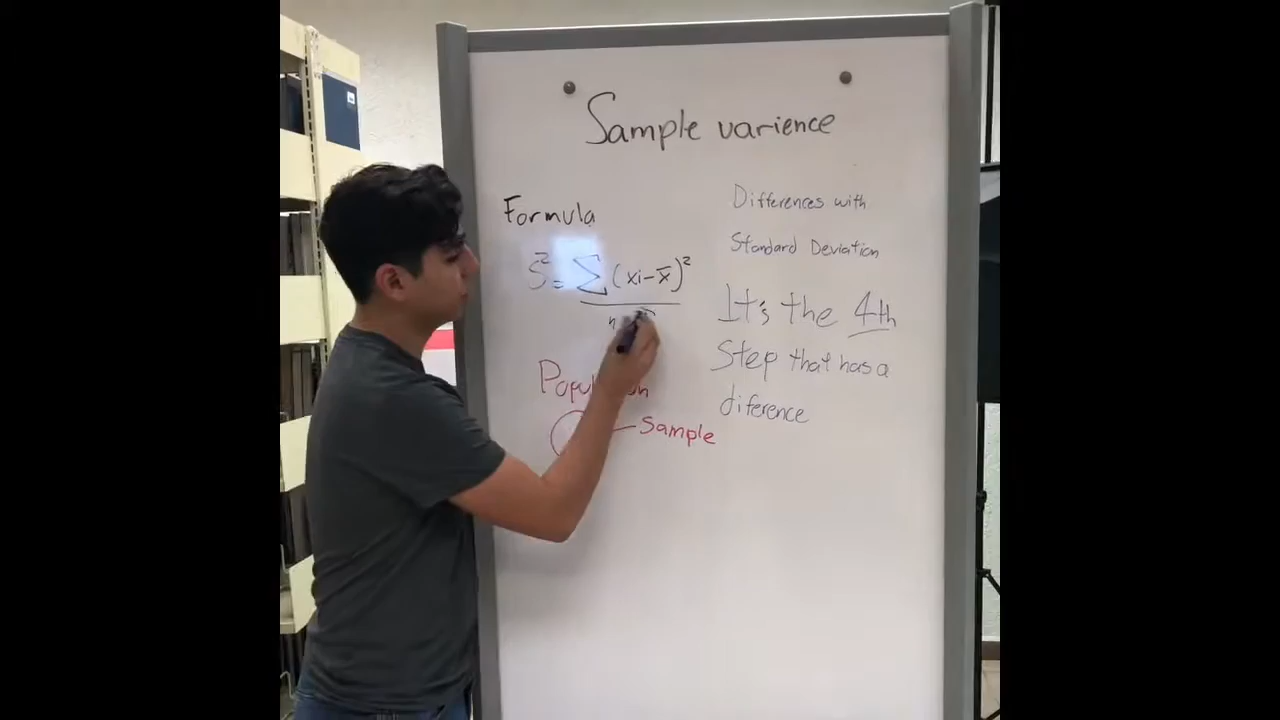 Sample varience
Formula
S² = ∑ (xi-x̅)²
n
Differences with
Standard Deviation
It's the 4th
Step that has a
diference
Sample